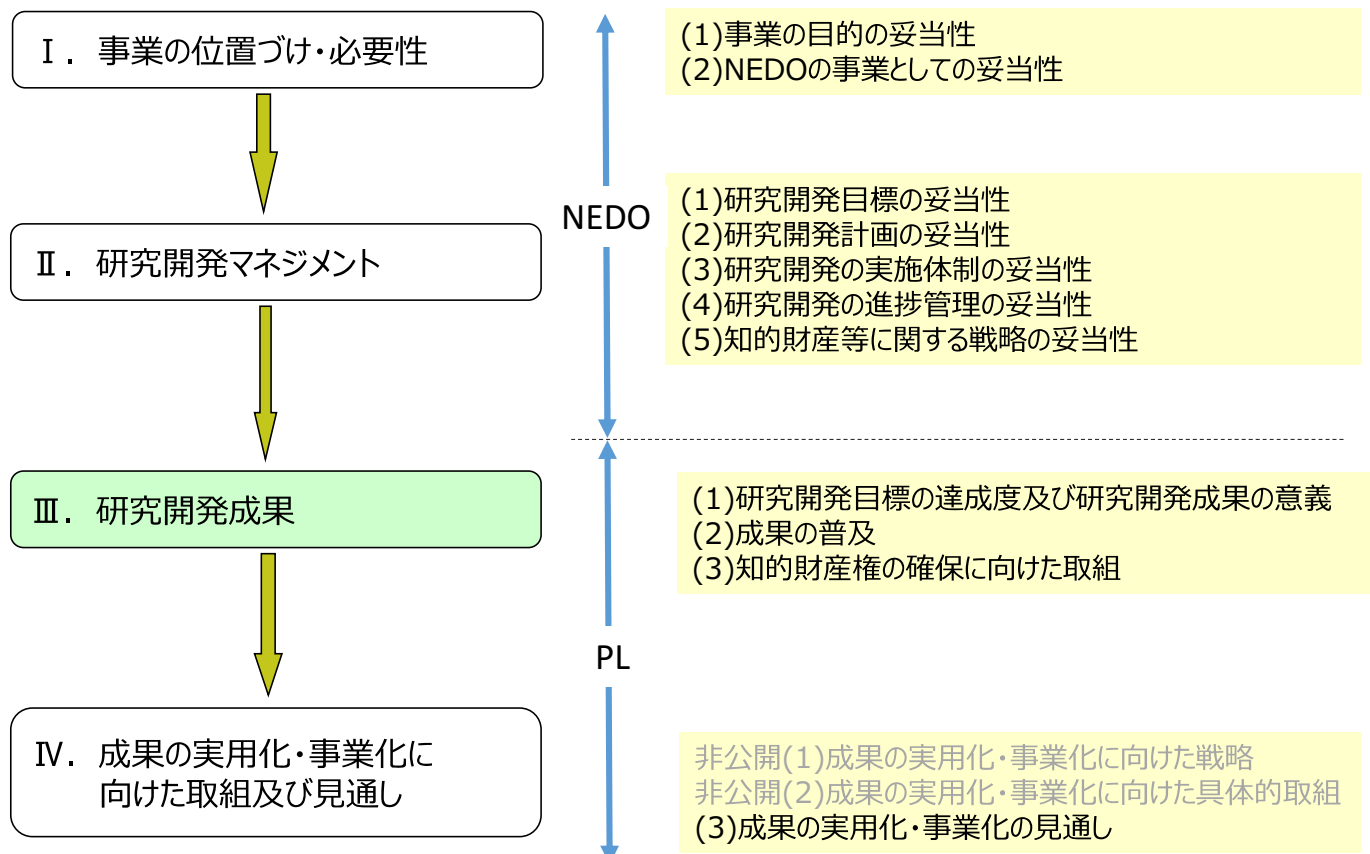 Ⅰ．事業の位置づけ・必要性
(1)事業の目的の妥当性
(2)NEDOの事業としての妥当性
NEDO
Ⅱ．研究開発マネジメント
(1)研究開発目標の妥当性
(2)研究開発計画の妥当性
(3)研究開発の実施体制の妥当性
(4)研究開発の進捗管理の妥当性
(5)知的財産等に関する戦略の妥当性
Ⅲ．研究開発成果
(1)研究開発目標の達成度及び研究開発成果の意義
(2)成果の普及
(3)知的財産権の確保に向けた取組
PL
Ⅳ．成果の実用化・事業化に
向けた取組及び見通し
非公開(1)成果の実用化・事業化に向けた戦略
非公開(2)成果の実用化・事業化に向けた具体的取組
(3)成果の実用化・事業化の見通し